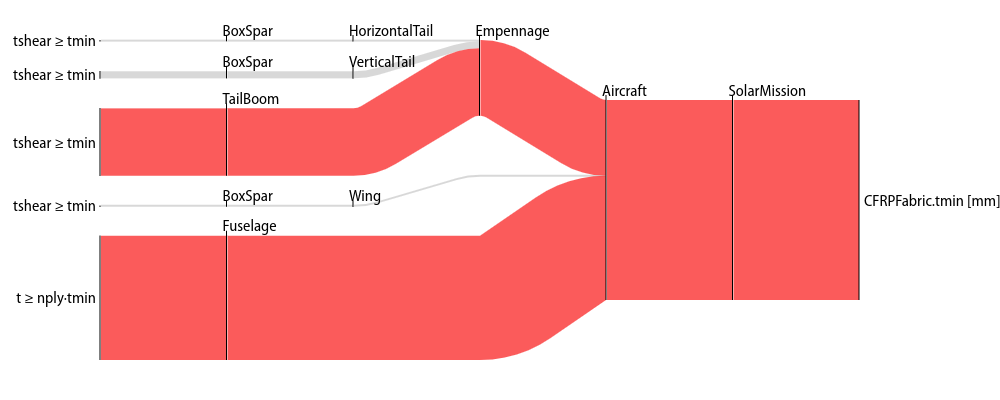 tshear ≥ tmin
BoxSpar
HorizontalTail
Empennage
tshear ≥ tmin
BoxSpar
VerticalTail
tshear ≥ tmin
TailBoom
Aircraft
SolarMission
tshear ≥ tmin
BoxSpar
Wing
CFRPFabric.tmin [mm]
Fuselage
t ≥ nply·tmin